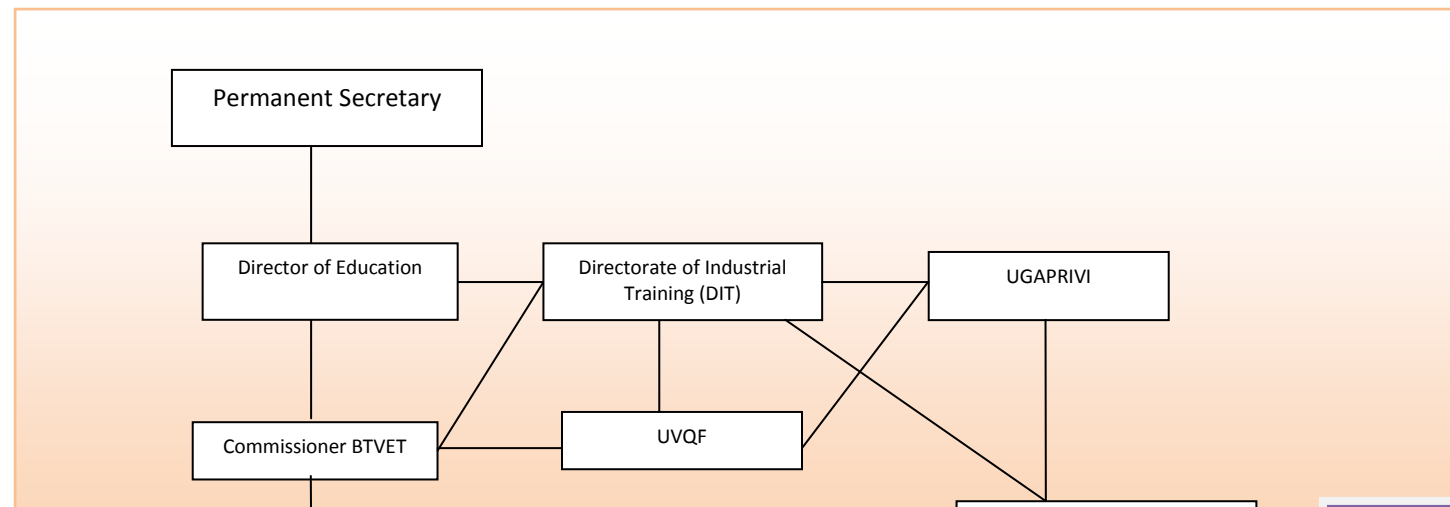 Permanent Secretary
Director of Education
Directorate of Industrial
Training (DIT)
UGAPRIVI
Commissioner BTVET
UVQF